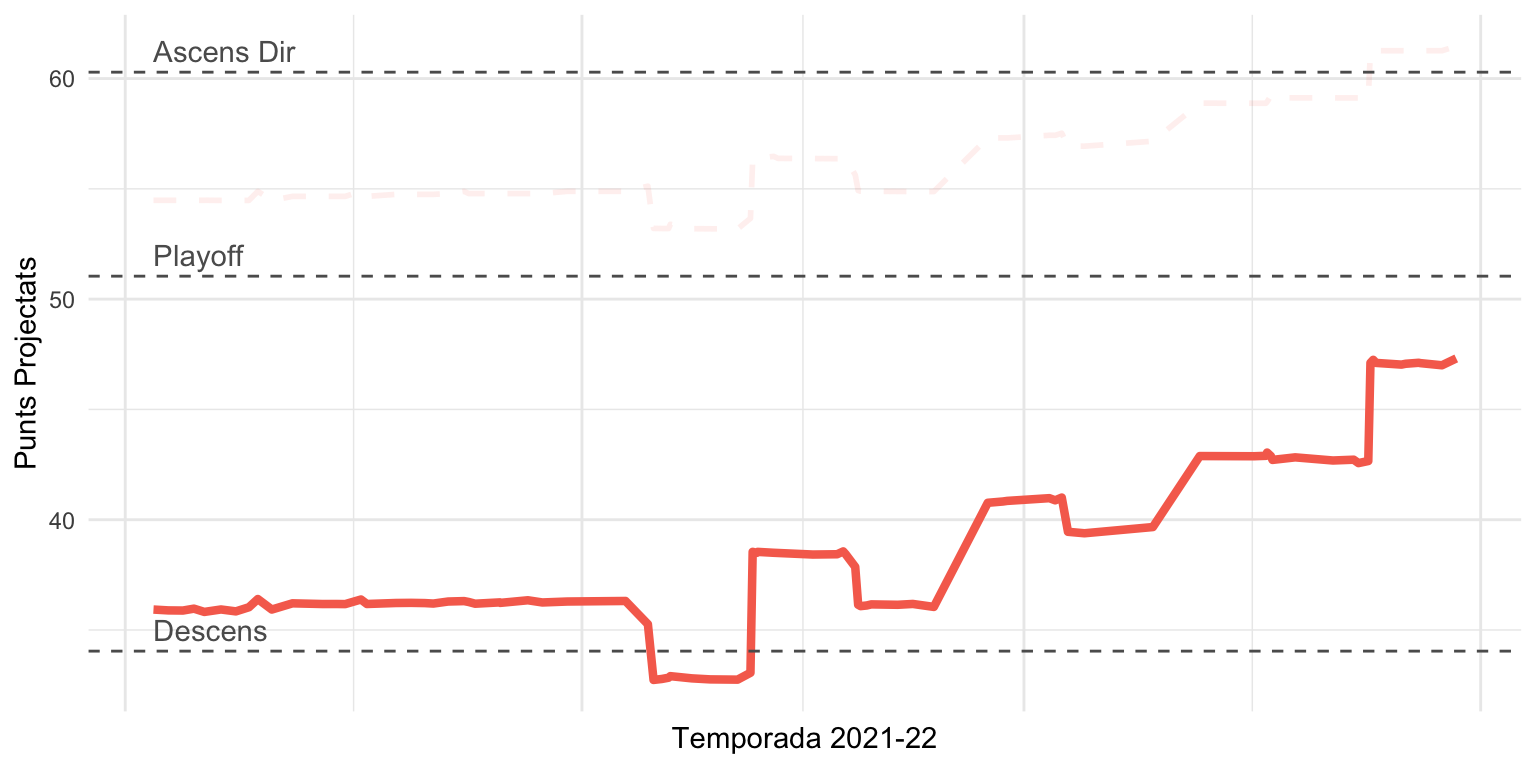 Ascens Dir
60
Playoff
50
Punts Projectats
40
Descens
Temporada 2021-22